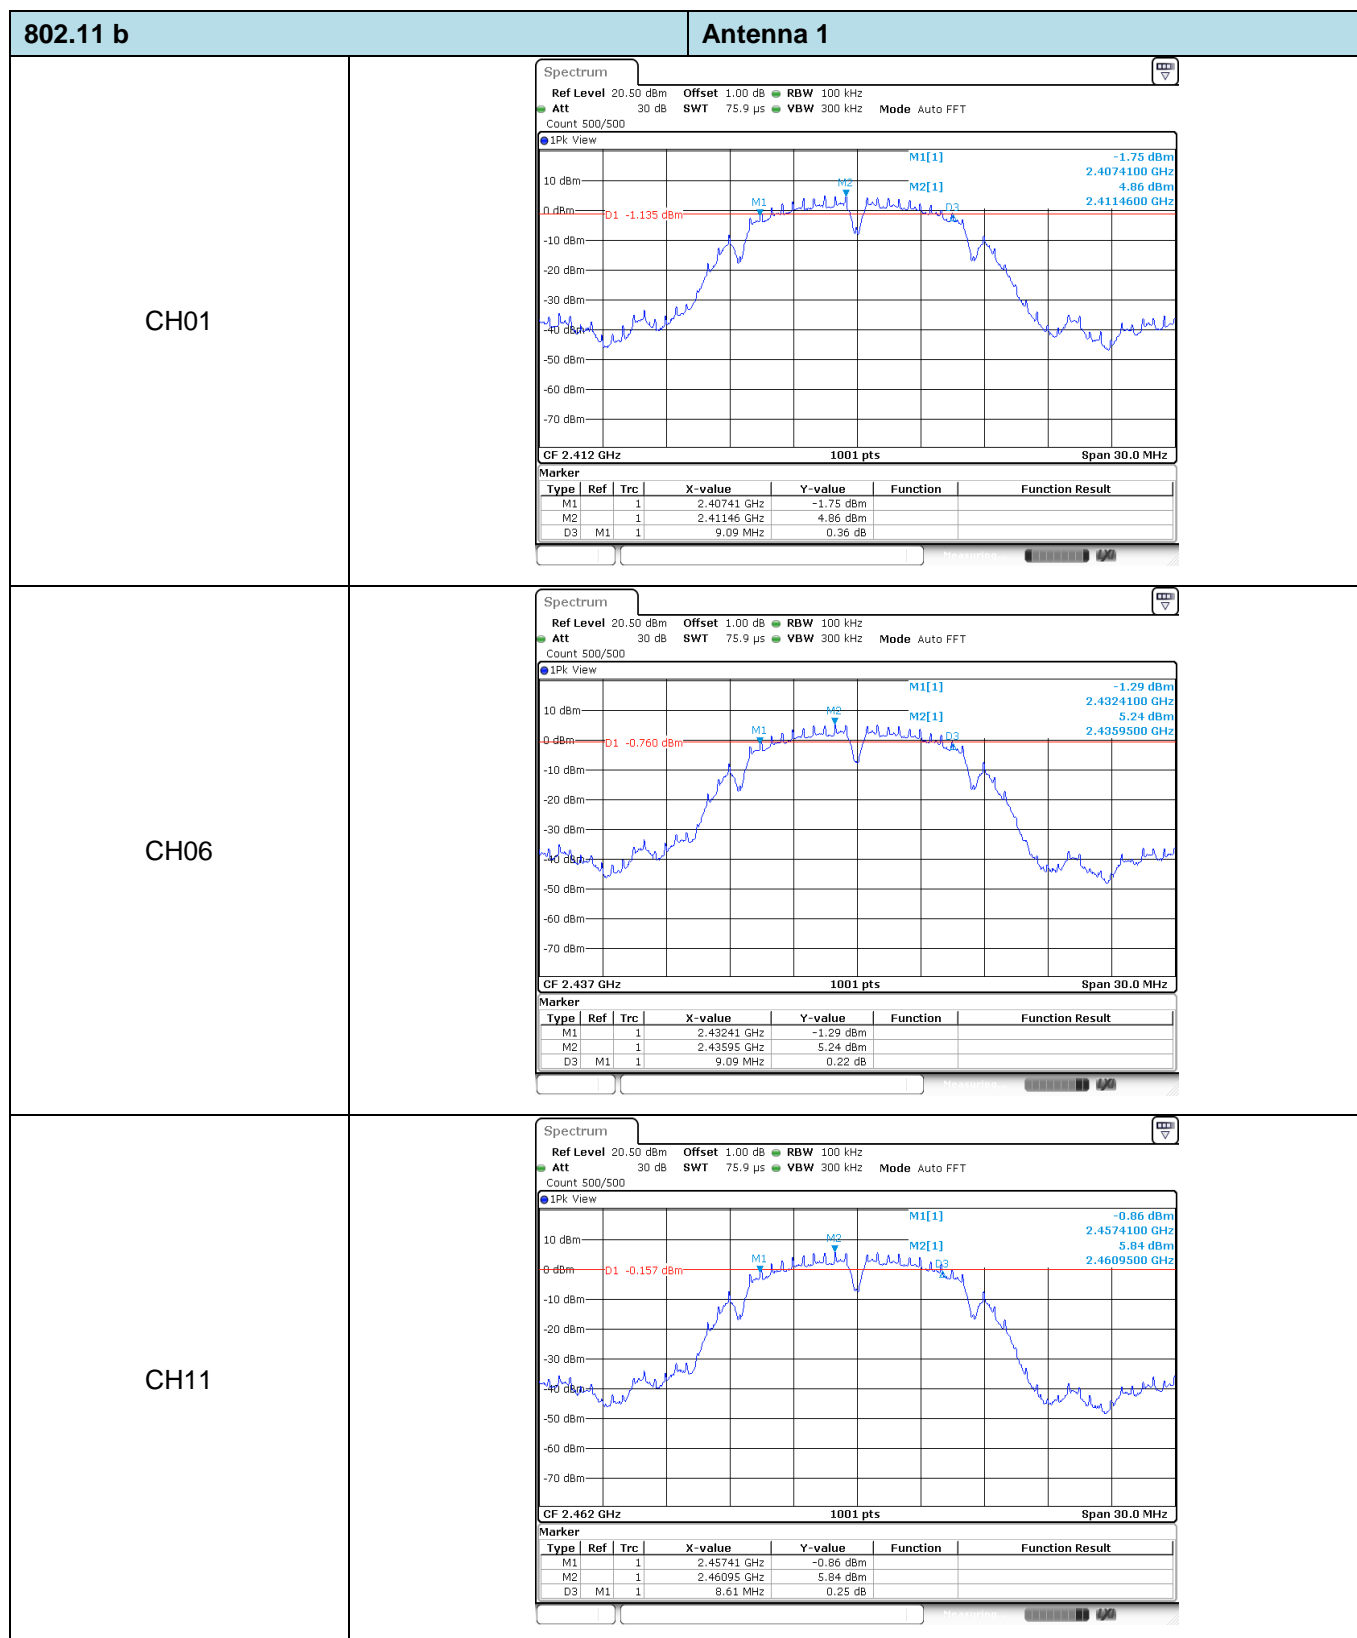 802.11 b Antenna 1
CH01
Spectrum
Ref Level 20.50 dBm Offset 1.00 dB RBW 100 kHz
Att 30 dB SWT 75.9 µs VBW 300 kHz Mode Auto FFT
Count 500/500
1Pk View
M1[1] -1.75 dBm
2.4074100 GHz
M2[1] 4.86 dBm
2.4114600 GHz
10 dBm
M2
M1
D3
0 dBm
D1 -1.135 dBm
-10 dBm
-20 dBm
-30 dBm
-40 dBm
-50 dBm
-60 dBm
-70 dBm
CF 2.412 GHz 1001 pts Span 30.0 MHz
Marker
Type Ref Trc X-value Y-value Function Function Result
M1 1 2.40741 GHz -1.75 dBm
M2 1 2.41146 GHz 4.86 dBm
D3 M1 1 9.09 MHz 0.36 dB
Measuring...
CH06
Spectrum
Ref Level 20.50 dBm Offset 1.00 dB RBW 100 kHz
Att 30 dB SWT 75.9 µs VBW 300 kHz Mode Auto FFT
Count 500/500
1Pk View
M1[1] -1.29 dBm
2.4324100 GHz
M2[1] 5.24 dBm
2.4359500 GHz
10 dBm
M2
M1
D3
0 dBm
D1 -0.760 dBm
-10 dBm
-20 dBm
-30 dBm
-40 dBm
-50 dBm
-60 dBm
-70 dBm
CF 2.437 GHz 1001 pts Span 30.0 MHz
Marker
Type Ref Trc X-value Y-value Function Function Result
M1 1 2.43241 GHz -1.29 dBm
M2 1 2.43595 GHz 5.24 dBm
D3 M1 1 9.09 MHz 0.22 dB
Measuring...
CH11
Spectrum
Ref Level 20.50 dBm Offset 1.00 dB RBW 100 kHz
Att 30 dB SWT 75.9 µs VBW 300 kHz Mode Auto FFT
Count 500/500
1Pk View
M1[1] -0.86 dBm
2.4574100 GHz
M2[1] 5.84 dBm
2.4609500 GHz
10 dBm
M2
M1
D3
0 dBm
D1 -0.157 dBm
-10 dBm
-20 dBm
-30 dBm
-40 dBm
-50 dBm
-60 dBm
-70 dBm
CF 2.462 GHz 1001 pts Span 30.0 MHz
Marker
Type Ref Trc X-value Y-value Function Function Result
M1 1 2.45741 GHz -0.86 dBm
M2 1 2.46095 GHz 5.84 dBm
D3 M1 1 8.61 MHz 0.25 dB
Measuring...